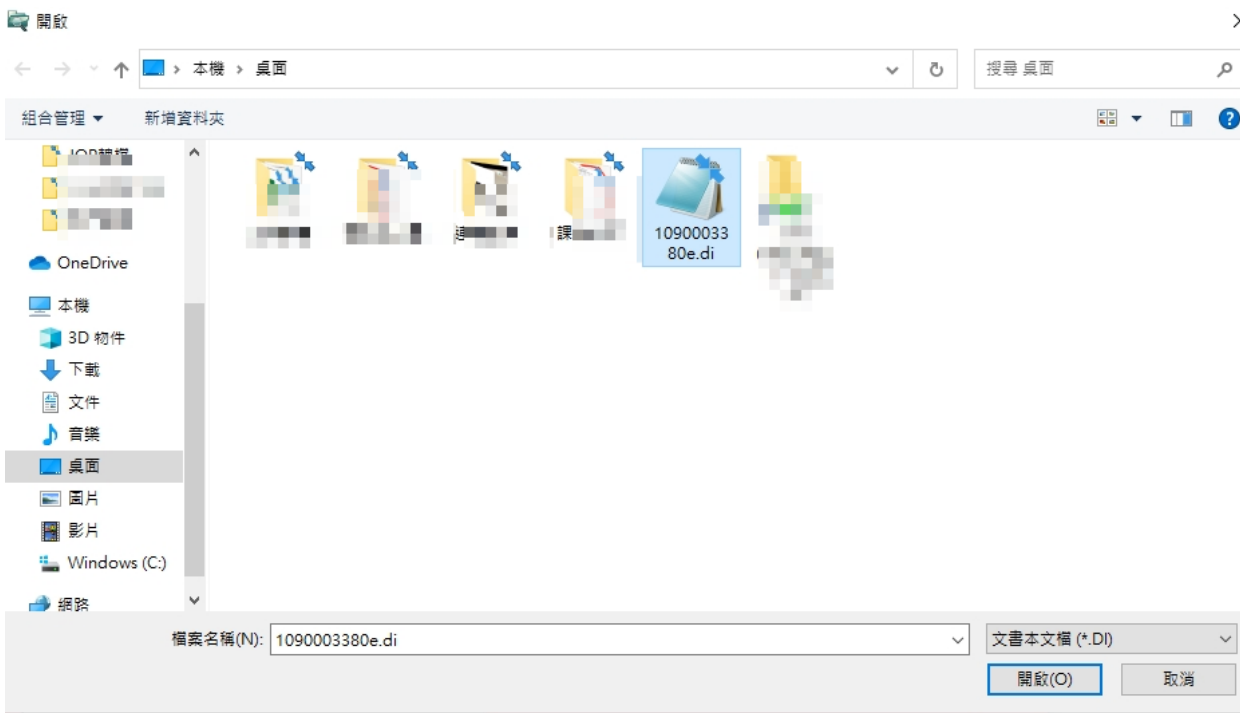 開啟
本機 › 桌面
搜尋 桌面
組合管理
新增資料夾
OneDrive
本機
3D 物件
下載
文件
音樂
桌面
圖片
影片
Windows (C:)
網路
課
10900033
80e.di
檔案名稱(N):
1090003380e.di
文書本文檔 (*.DI)
開啟(O)
取消